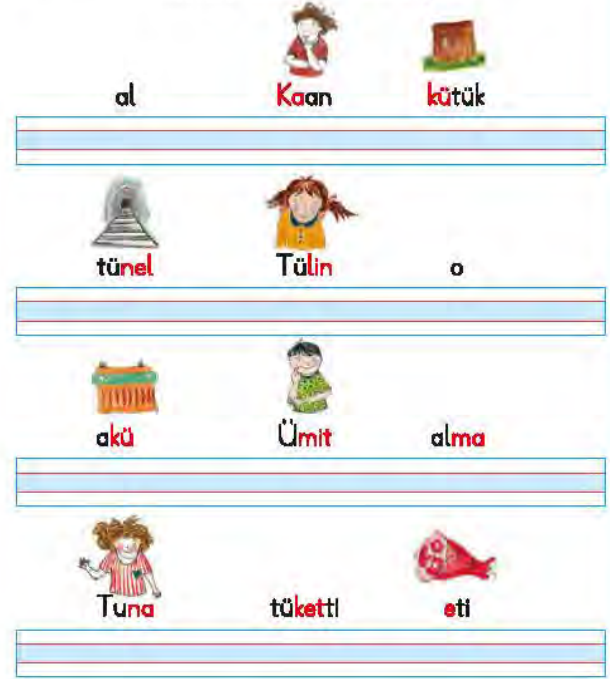 al Kaan kütük
tünel Tülin o
akü Ümit alma
Tuna tüketti eti